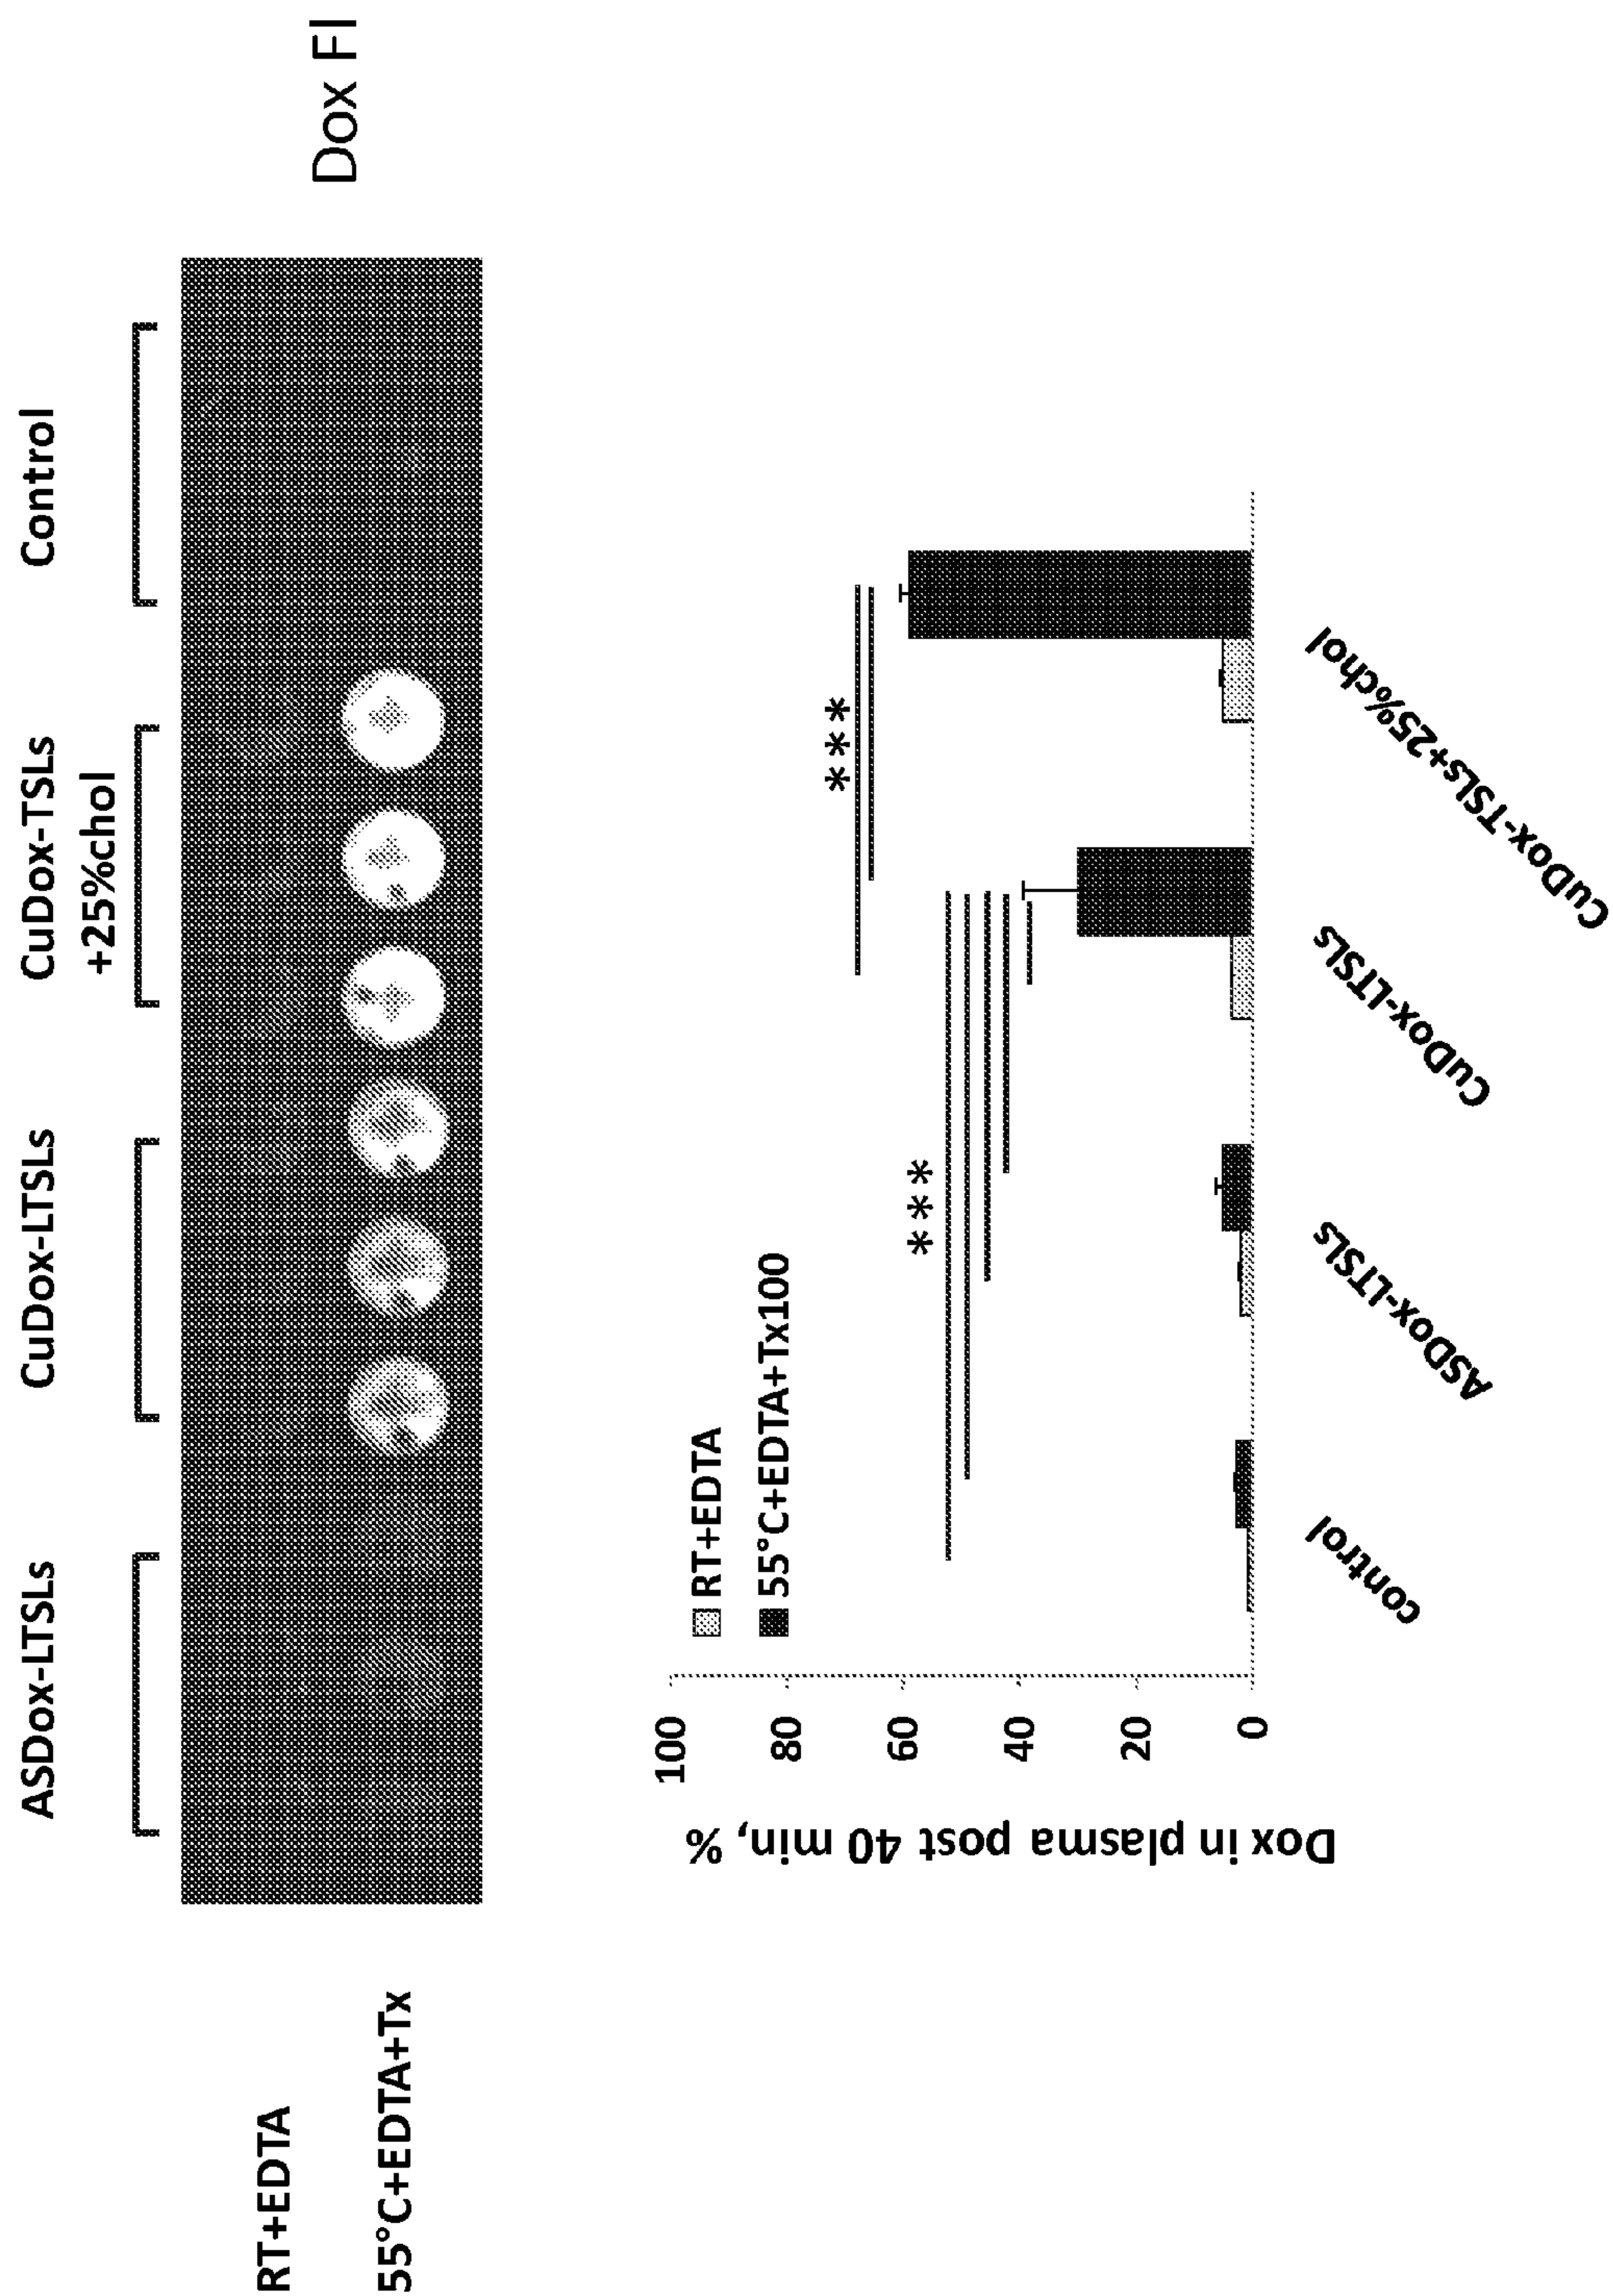 ASDox-LTSLs
CuDox-LTSLs
CuDox-TSLs
+25%chol
Control
RT+EDTA
55°C+EDTA+Tx
Dox FI
***
***
RT+EDTA
55°C+EDTA+Tx100
Dox in plasma post 40 min, %
100
80
60
40
20
0
control
ASDox-LTSLs
CuDox-LTSLs
CuDox-TSLs+25%chol